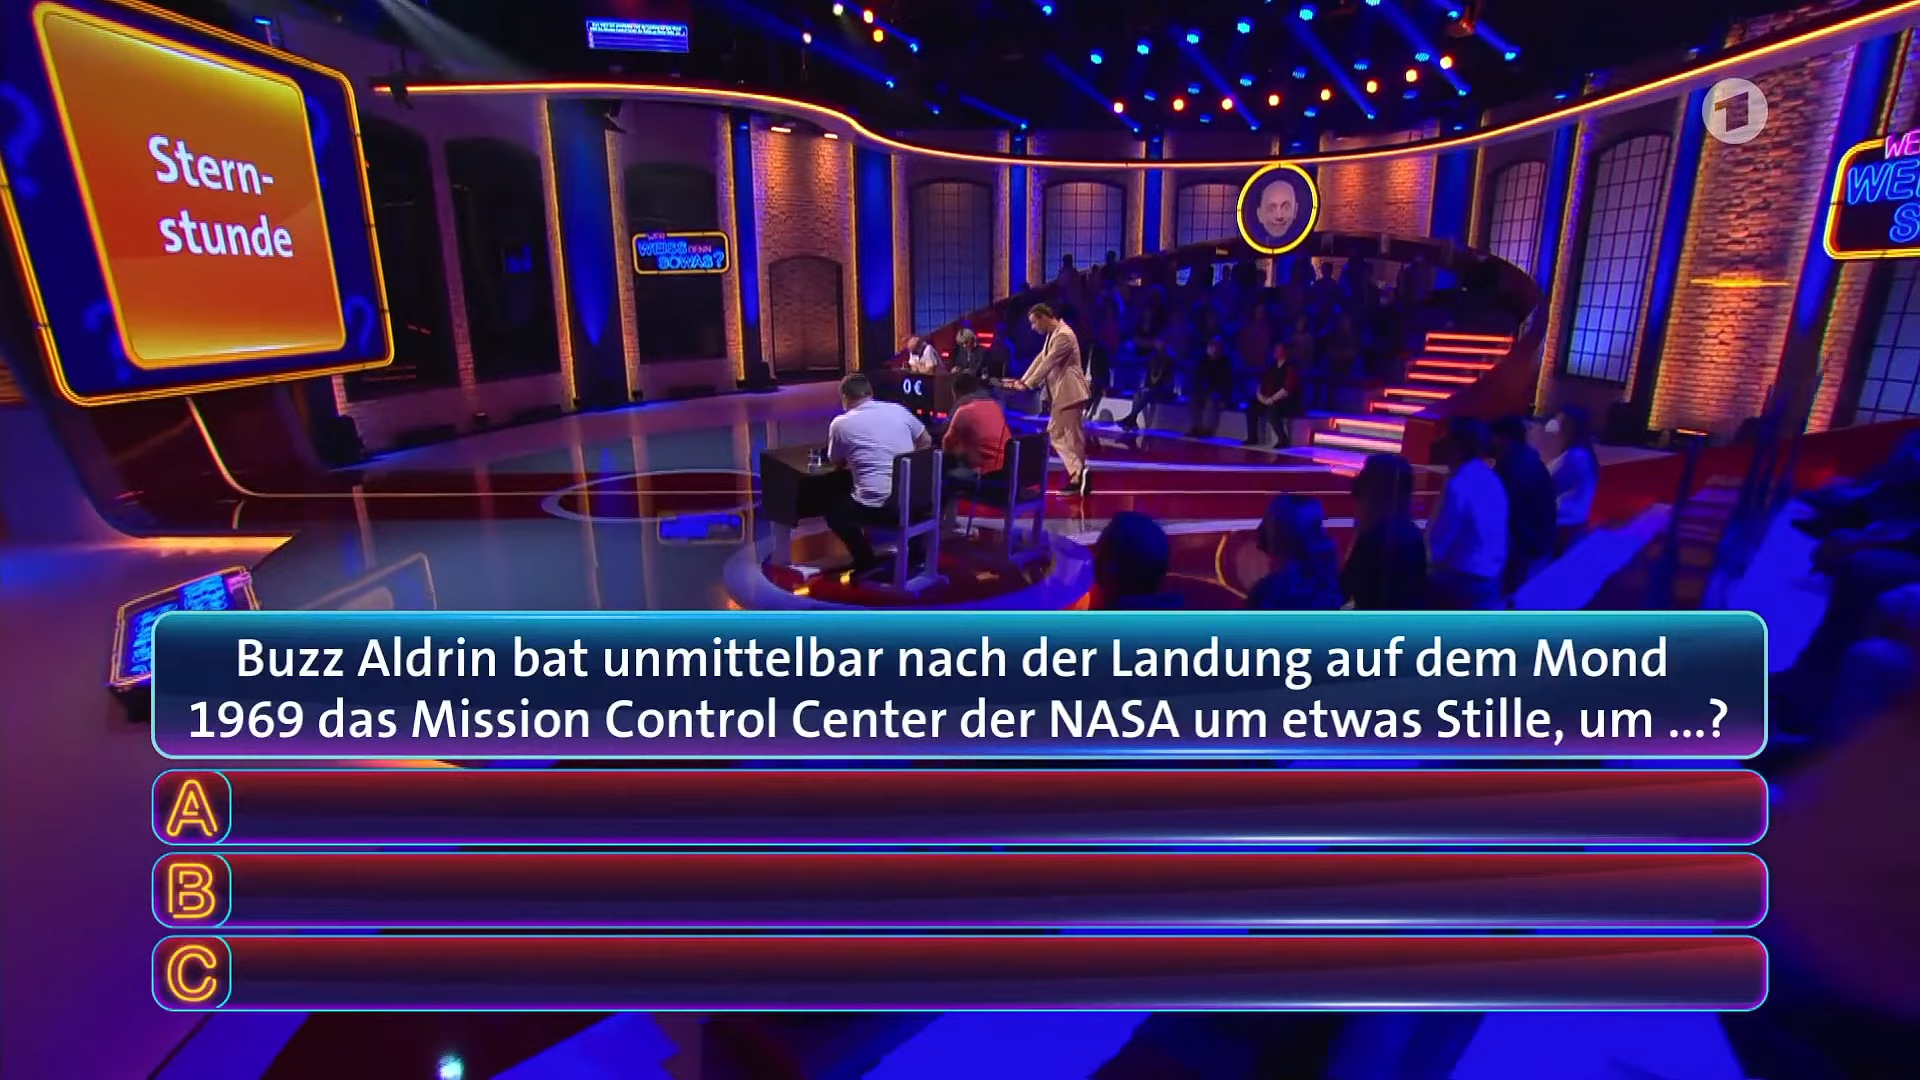 Stern-
stunde
WER
WEISS DENN
SOWAS?
0 €
Buzz Aldrin bat unmittelbar nach der Landung auf dem Mond
1969 das Mission Control Center der NASA um etwas Stille, um ...?
A
B
C